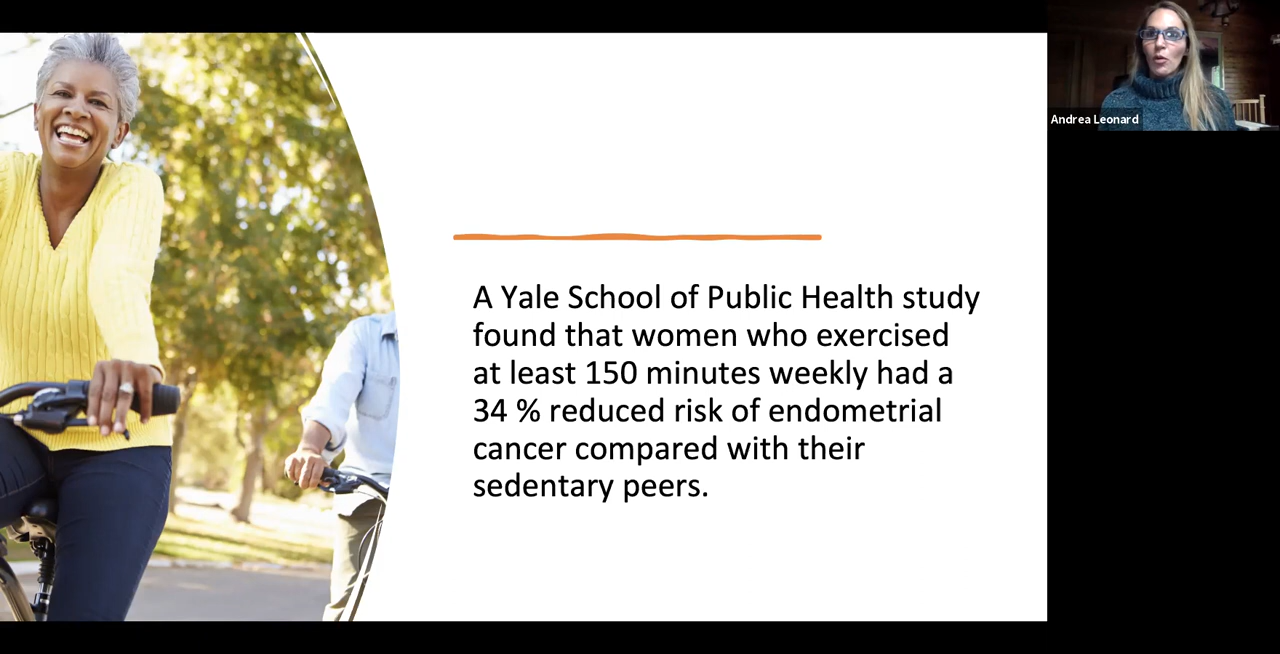 Andrea Leonard
A Yale School of Public Health study
found that women who exercised
at least 150 minutes weekly had a
34 % reduced risk of endometrial
cancer compared with their
sedentary peers.